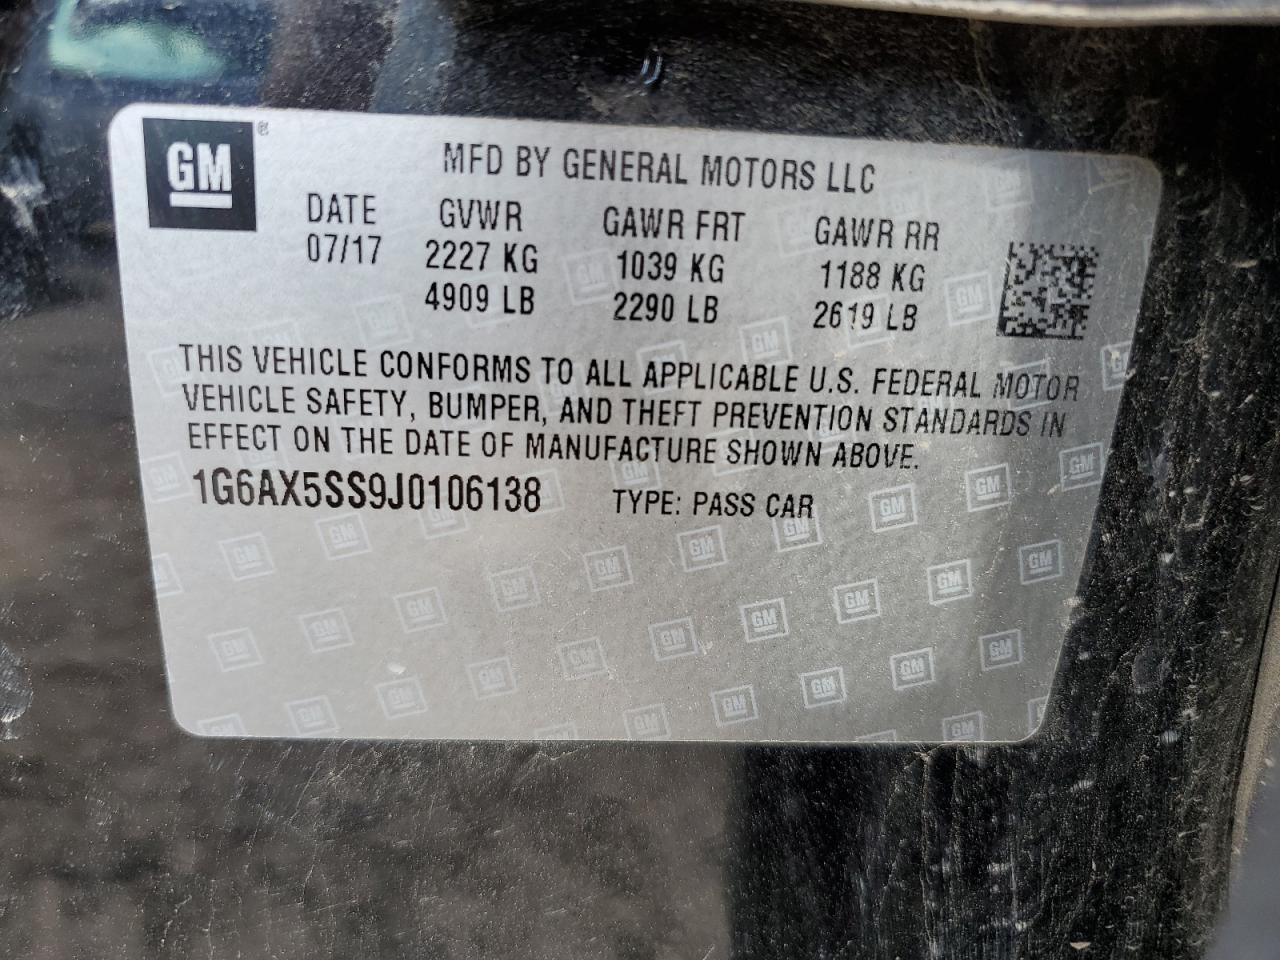 GM ® MFD BY GENERAL MOTORS LLC
DATE GVWR GAWR FRT GAWR RR
07/17 2227 KG 1039 KG 1188 KG
4909 LB 2290 LB 2619 LB
THIS VEHICLE CONFORMS TO ALL APPLICABLE U.S. FEDERAL MOTOR
VEHICLE SAFETY, BUMPER, AND THEFT PREVENTION STANDARDS IN
EFFECT ON THE DATE OF MANUFACTURE SHOWN ABOVE.
1G6AX5SS9J0106138 TYPE: PASS CAR